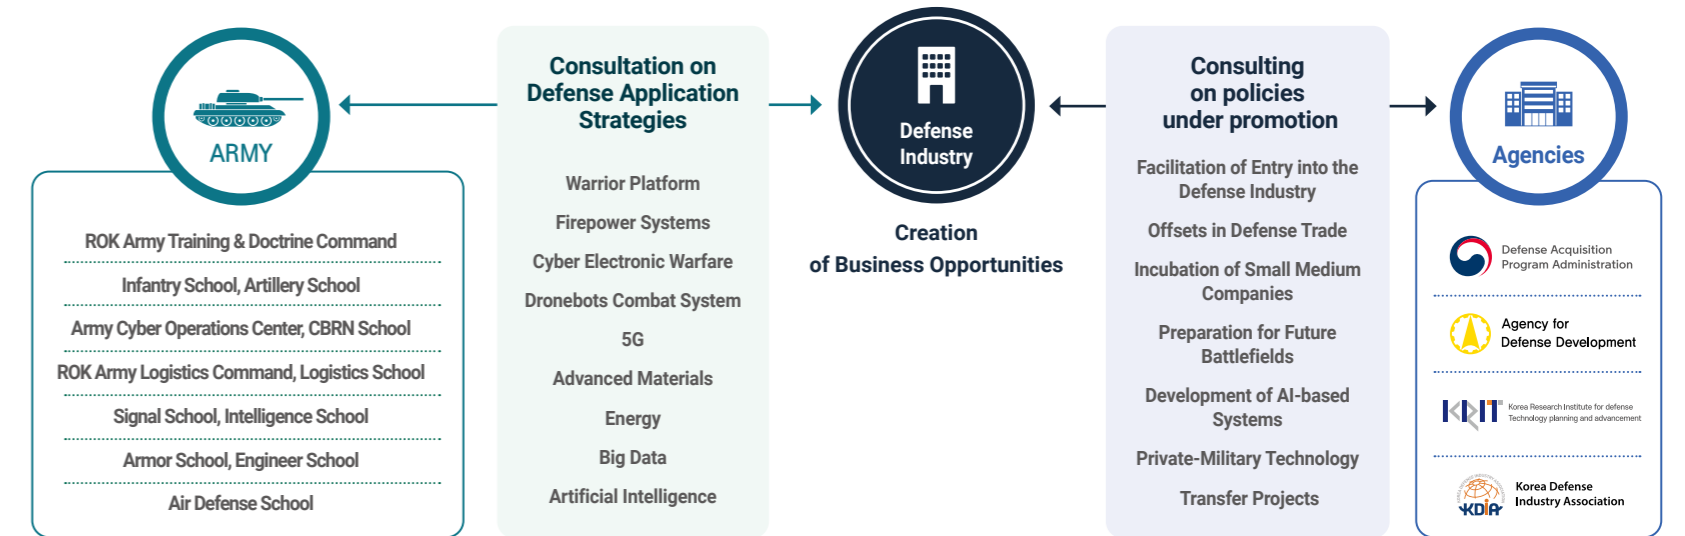 ARMY
ROK Army Training & Doctrine Command
Infantry School, Artillery School
Army Cyber Operations Center, CBRN School
ROK Army Logistics Command, Logistics School
Signal School, Intelligence School
Armor School, Engineer School
Air Defense School
Consultation on
Defense Application
Strategies
Warrior Platform
Firepower Systems
Cyber Electronic Warfare
Dronebots Combat System
5G
Advanced Materials
Energy
Big Data
Artificial Intelligence
Defense
Industry
Creation
of Business Opportunities
Consulting
on policies
under promotion
Facilitation of Entry into the
Defense Industry
Offsets in Defense Trade
Incubation of Small Medium
Companies
Preparation for Future
Battlefields
Development of AI-based
Systems
Private-Military Technology
Transfer Projects
Agencies
Defense Acquisition
Program Administration
Agency for
Defense Development
KRIT
Korea Research Institute for defense
Technology planning and advancement
KDIA
Korea Defense
Industry Association